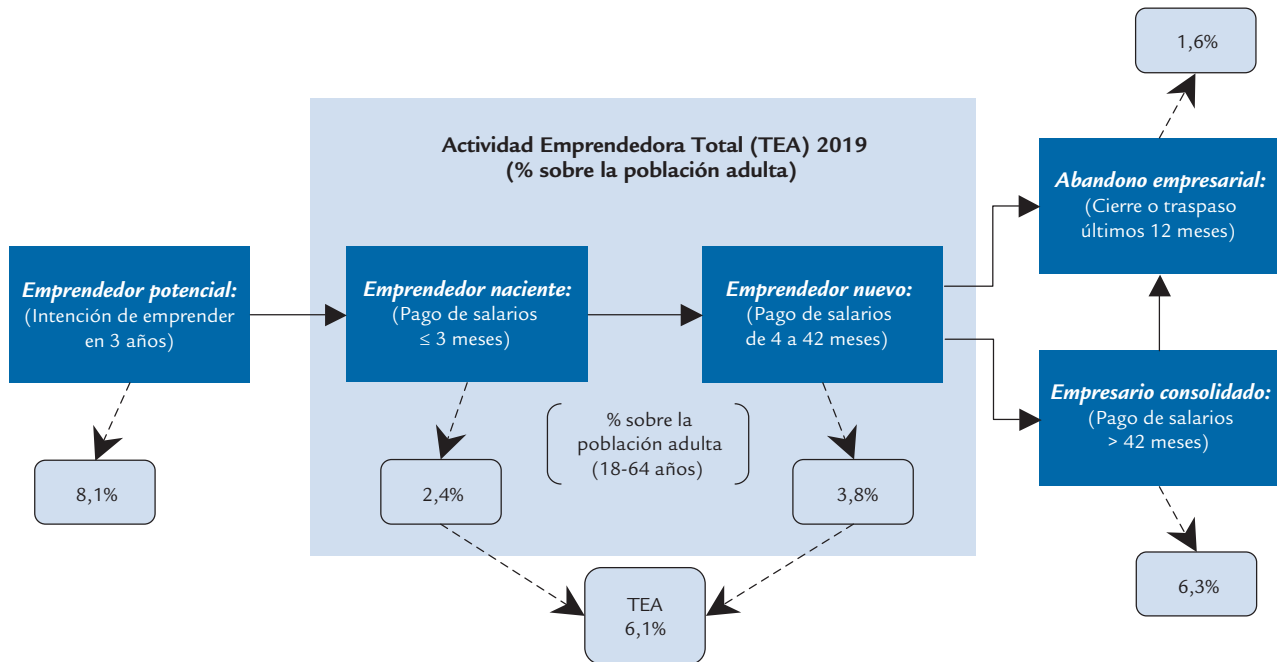 1,6%
Actividad Emprendedora Total (TEA) 2019
(% sobre la población adulta)
Abandono empresarial:
(Cierre o traspaso
últimos 12 meses)
Emprendedor potencial:
(Intención de emprender
en 3 años)
Emprendedor naciente:
(Pago de salarios
≤ 3 meses)
Emprendedor nuevo:
(Pago de salarios
de 4 a 42 meses)
Empresario consolidado:
(Pago de salarios
> 42 meses)
% sobre la
población adulta
(18-64 años)
8,1%
2,4%
3,8%
6,3%
TEA
6,1%